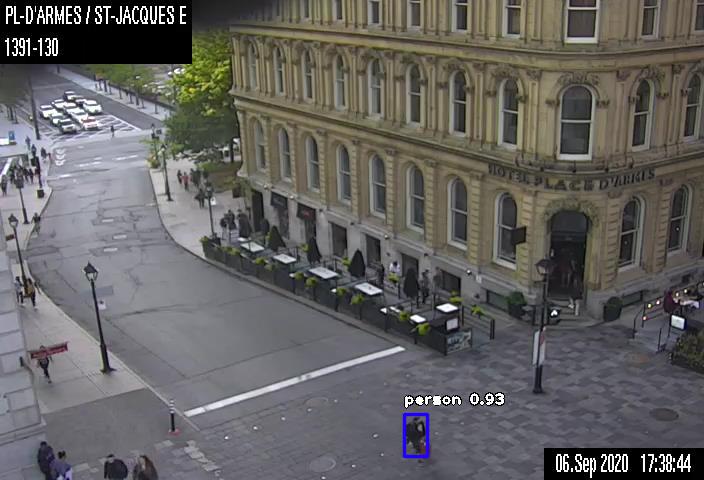 PL-D'ARMES / ST-JACQUES E
1391-130
HOTEL PLACE D'ARMES
person 0.93
06.Sep 2020 17:38:44